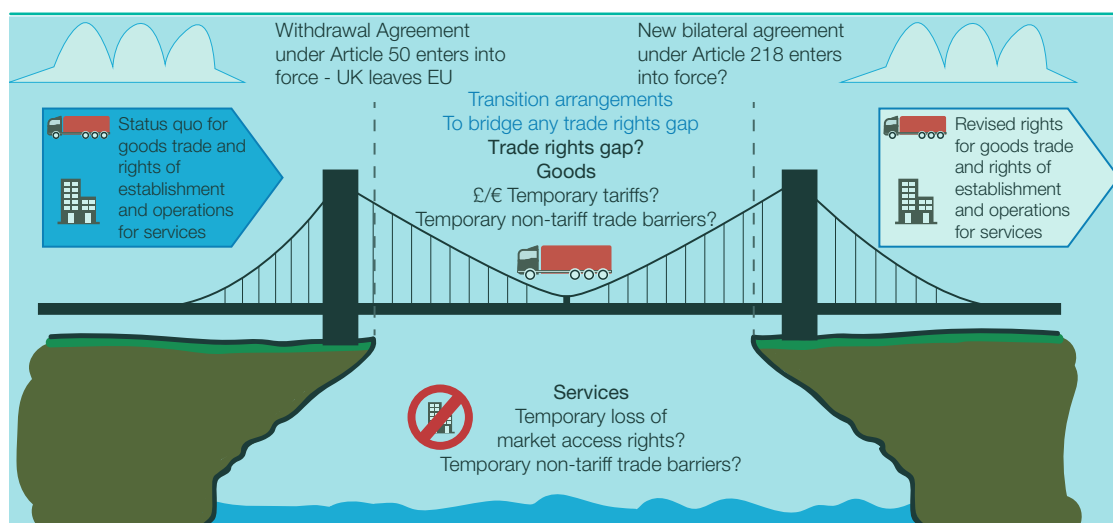 Withdrawal Agreement
under Article 50 enters into
force - UK leaves EU
New bilateral agreement
under Article 218 enters
into force?
Transition arrangements
To bridge any trade rights gap
Trade rights gap?
Goods
£/€ Temporary tariffs?
Temporary non-tariff trade barriers?
Status quo for
goods trade and
rights of
establishment
and operations
for services
Revised rights
for goods trade
and rights of
establishment
and operations
for services
Services
Temporary loss of
market access rights?
Temporary non-tariff trade barriers?